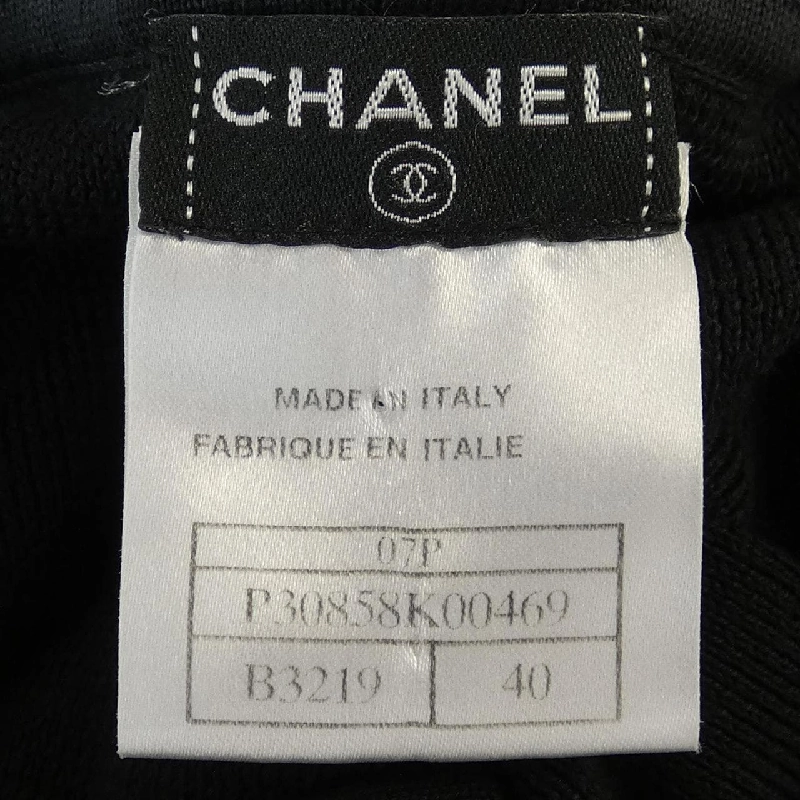 CHANEL
MADE IN ITALY
FABRIQUE EN ITALIE
07P
P30858K00469
B3219 40